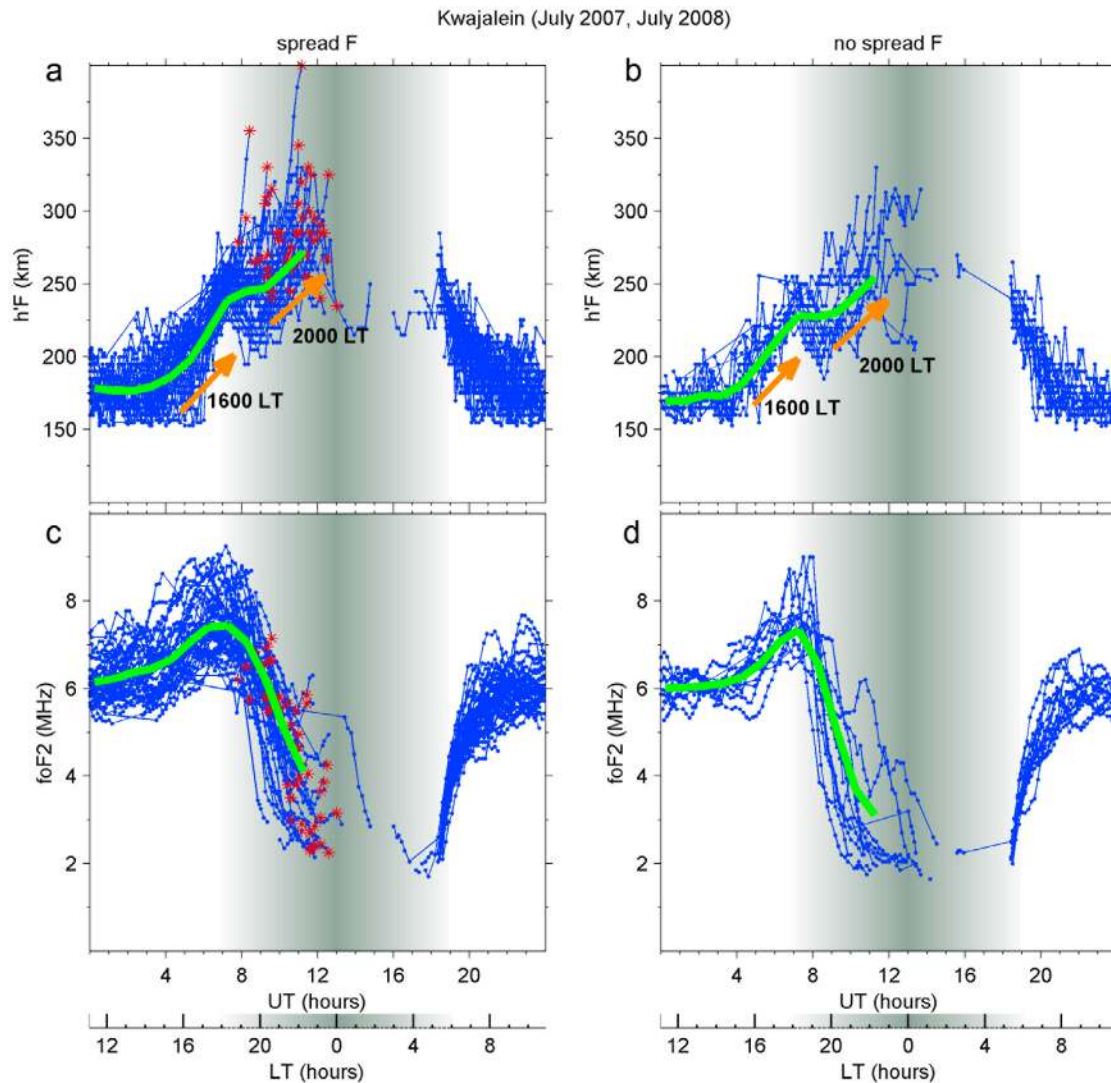 Kwajalein (July 2007, July 2008)
spread F
no spread F
a
b
350
300
250
200
150
h'F (km)
1600 LT
2000 LT
350
300
250
200
150
h'F (km)
1600 LT
2000 LT
c
d
8
6
4
2
foF2 (MHz)
8
6
4
2
foF2 (MHz)
4 8 12 16 20
UT (hours)
4 8 12 16 20
UT (hours)
12 16 20 0 4 8
LT (hours)
12 16 20 0 4 8
LT (hours)